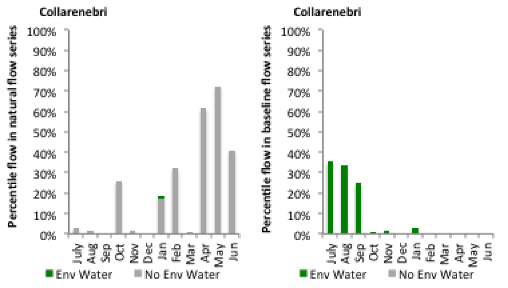 Collarenebri
Percentile flow in natural flow series
100%
90%
80%
70%
60%
50%
40%
30%
20%
10%
0%
July Aug Sep Oct Nov Dec Jan Feb Mar Apr May Jun
Env Water No Env Water
Collarenebri
Percentile flow in baseline flow series
100%
90%
80%
70%
60%
50%
40%
30%
20%
10%
0%
July Aug Sep Oct Nov Dec Jan Feb Mar Apr May Jun
Env Water No Env Water